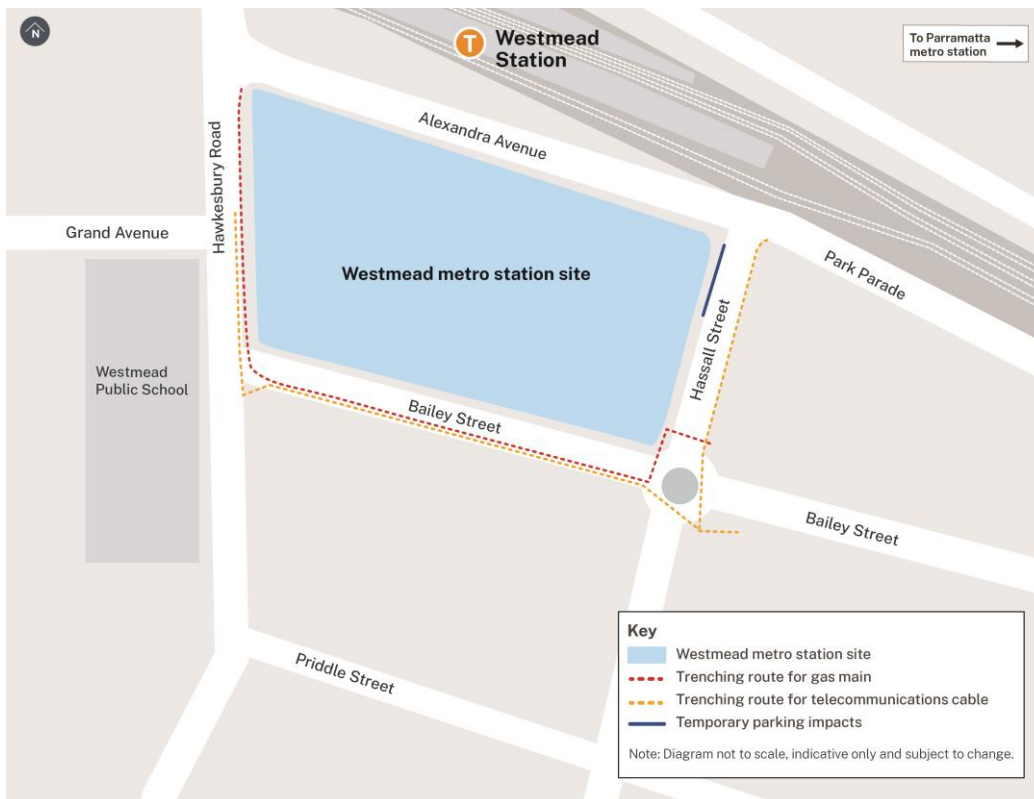 N
T
Westmead
Station
To Parramatta
metro station
Alexandra Avenue
Hawkesbury Road
Grand Avenue
Westmead metro station site
Park Parade
Hassall Street
Westmead
Public School
Bailey Street
Bailey Street
Priddle Street
Key
Westmead metro station site
Trenching route for gas main
Trenching route for telecommunications cable
Temporary parking impacts
Note: Diagram not to scale, indicative only and subject to change.